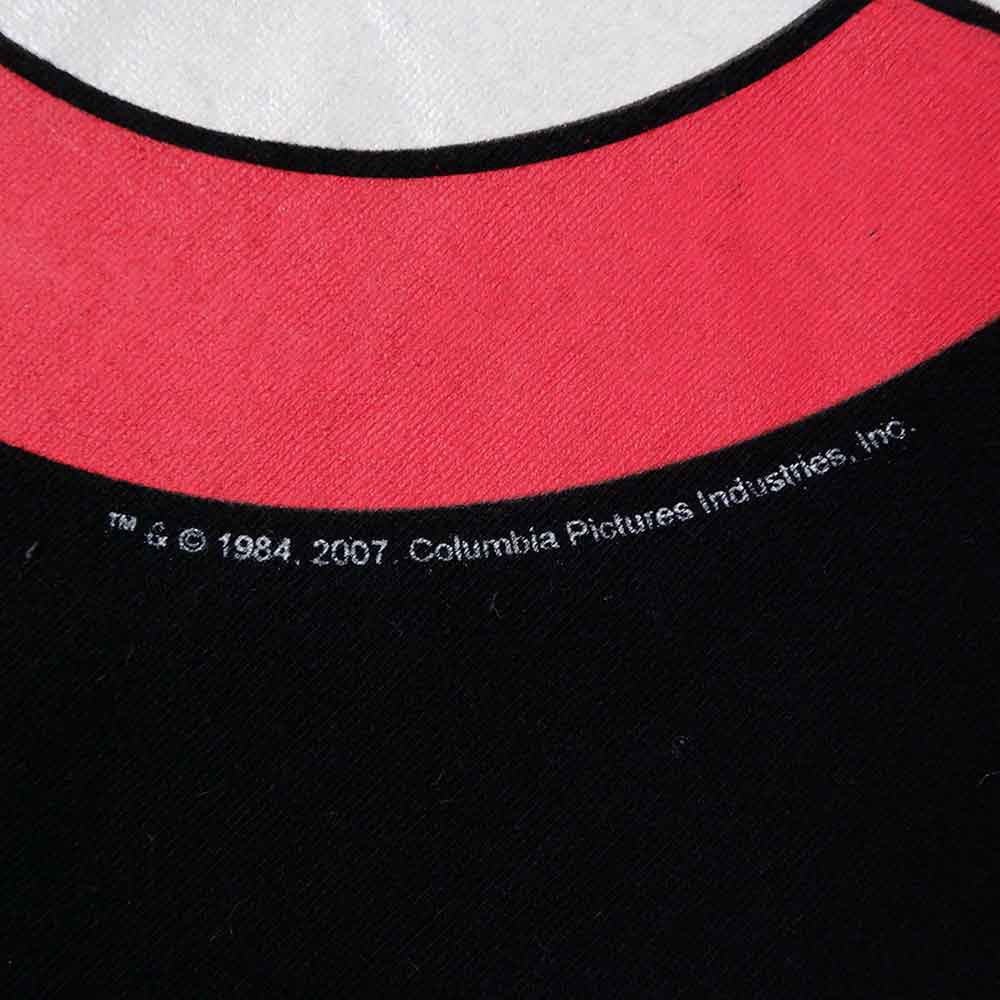 ™ & © 1984, 2007. Columbia Pictures Industries, Inc.